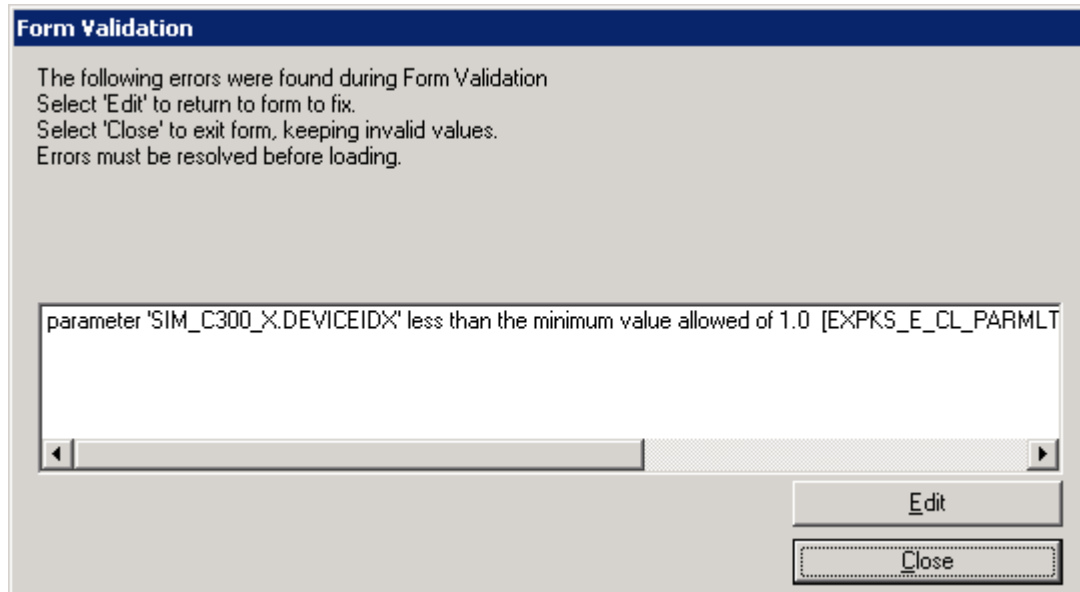 Form Validation
The following errors were found during Form Validation
Select 'Edit' to return to form to fix.
Select 'Close' to exit form, keeping invalid values.
Errors must be resolved before loading.
parameter 'SIM_C300_X.DEVICEIDX' less than the minimum value allowed of 1.0 [EXPKS_E_CL_PARMLT
Edit
Close